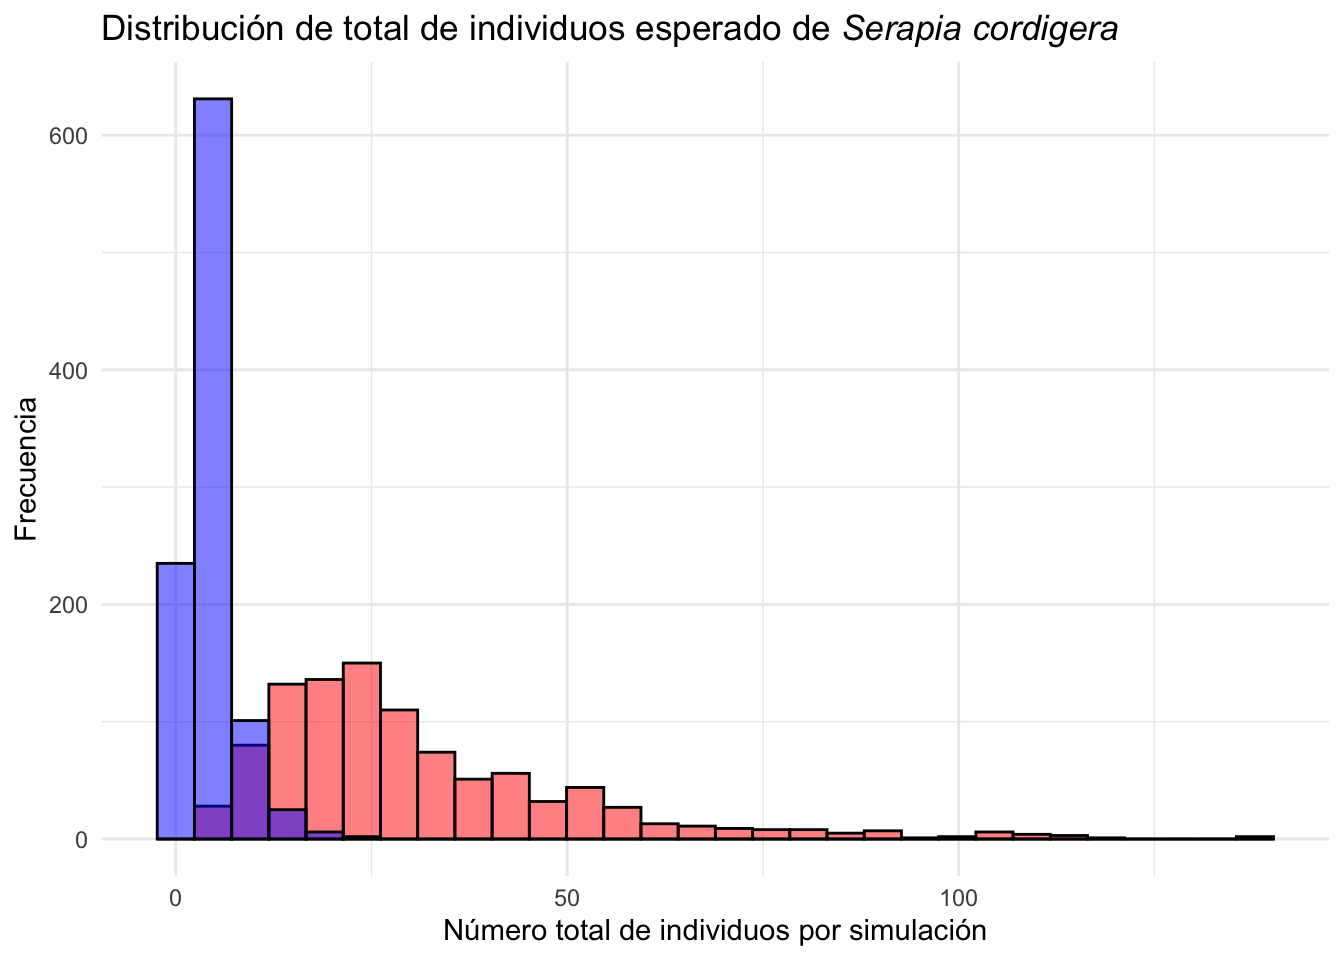 Distribución de total de individuos esperado de Serapia cordigera
600
400
200
0
Frecuencia
0 50 100
Número total de individuos por simulación